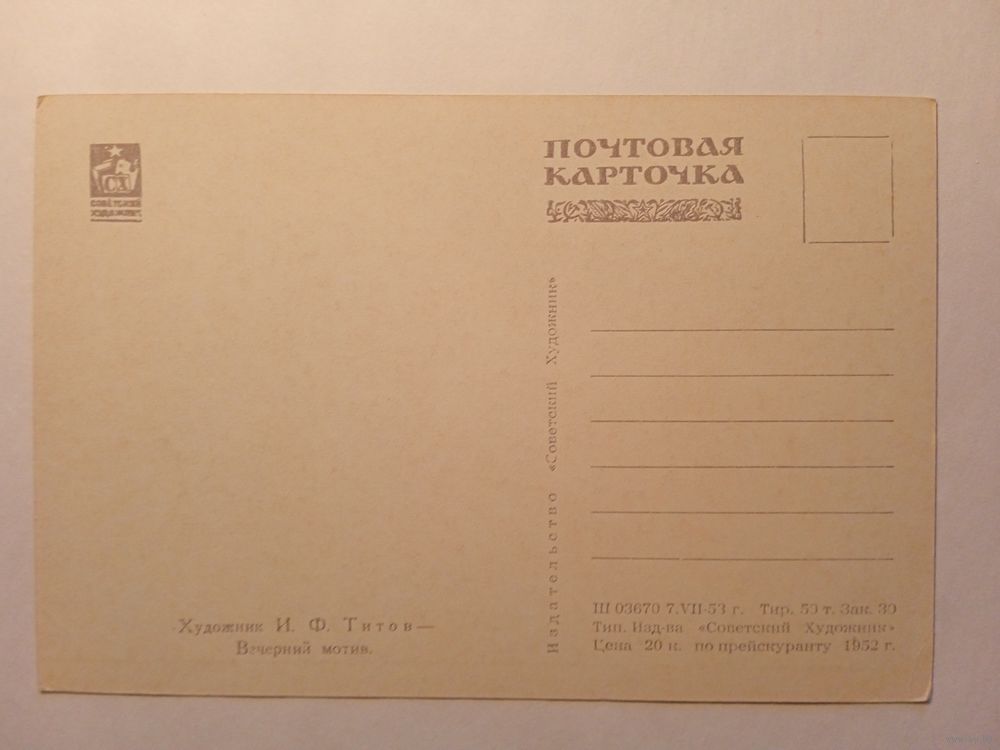 СХ
СОВЕТСКИЙ
ХУДОЖНИК
ПОЧТОВАЯ
КАРТОЧКА
Издательство «Советский Художник»
Художник И. Ф. Титов —
Вечерний мотив.
Ш 03670 7.VII-53 г. Тир. 50 т. Зак. 30
Тип. Изд-ва «Советский Художник»
Цена 20 к. по прейскуранту 1952 г.